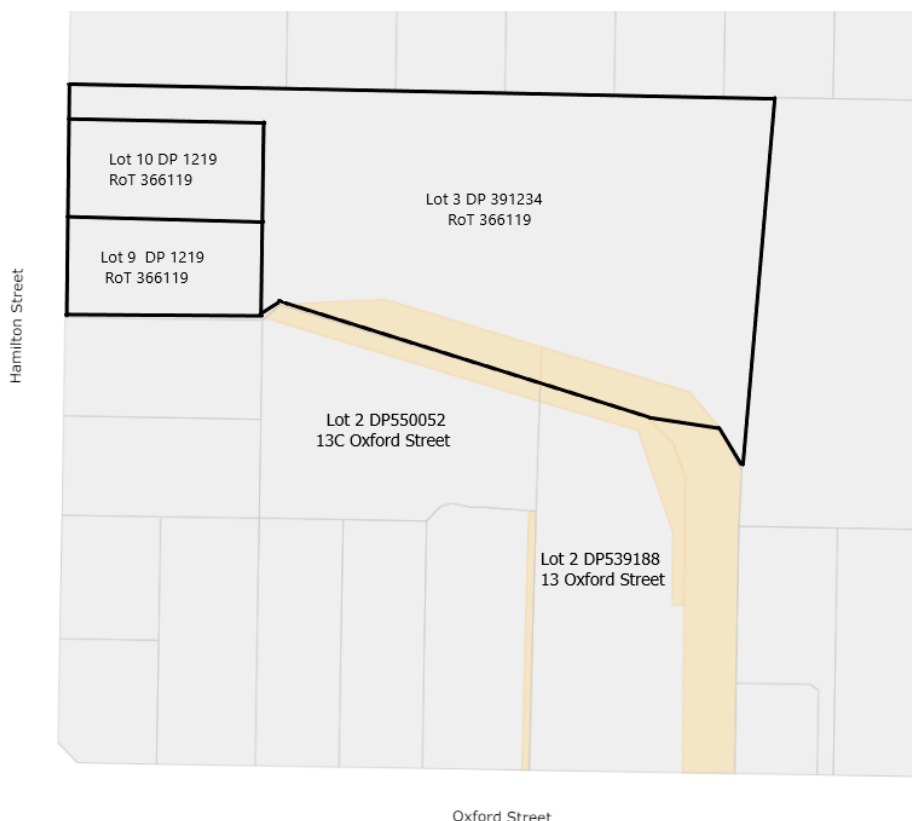 Lot 10 DP 1219
RoT 366119
Lot 3 DP 391234
RoT 366119
Lot 9 DP 1219
RoT 366119
Hamilton Street
Lot 2 DP550052
13C Oxford Street
Lot 2 DP539188
13 Oxford Street
Oxford Street